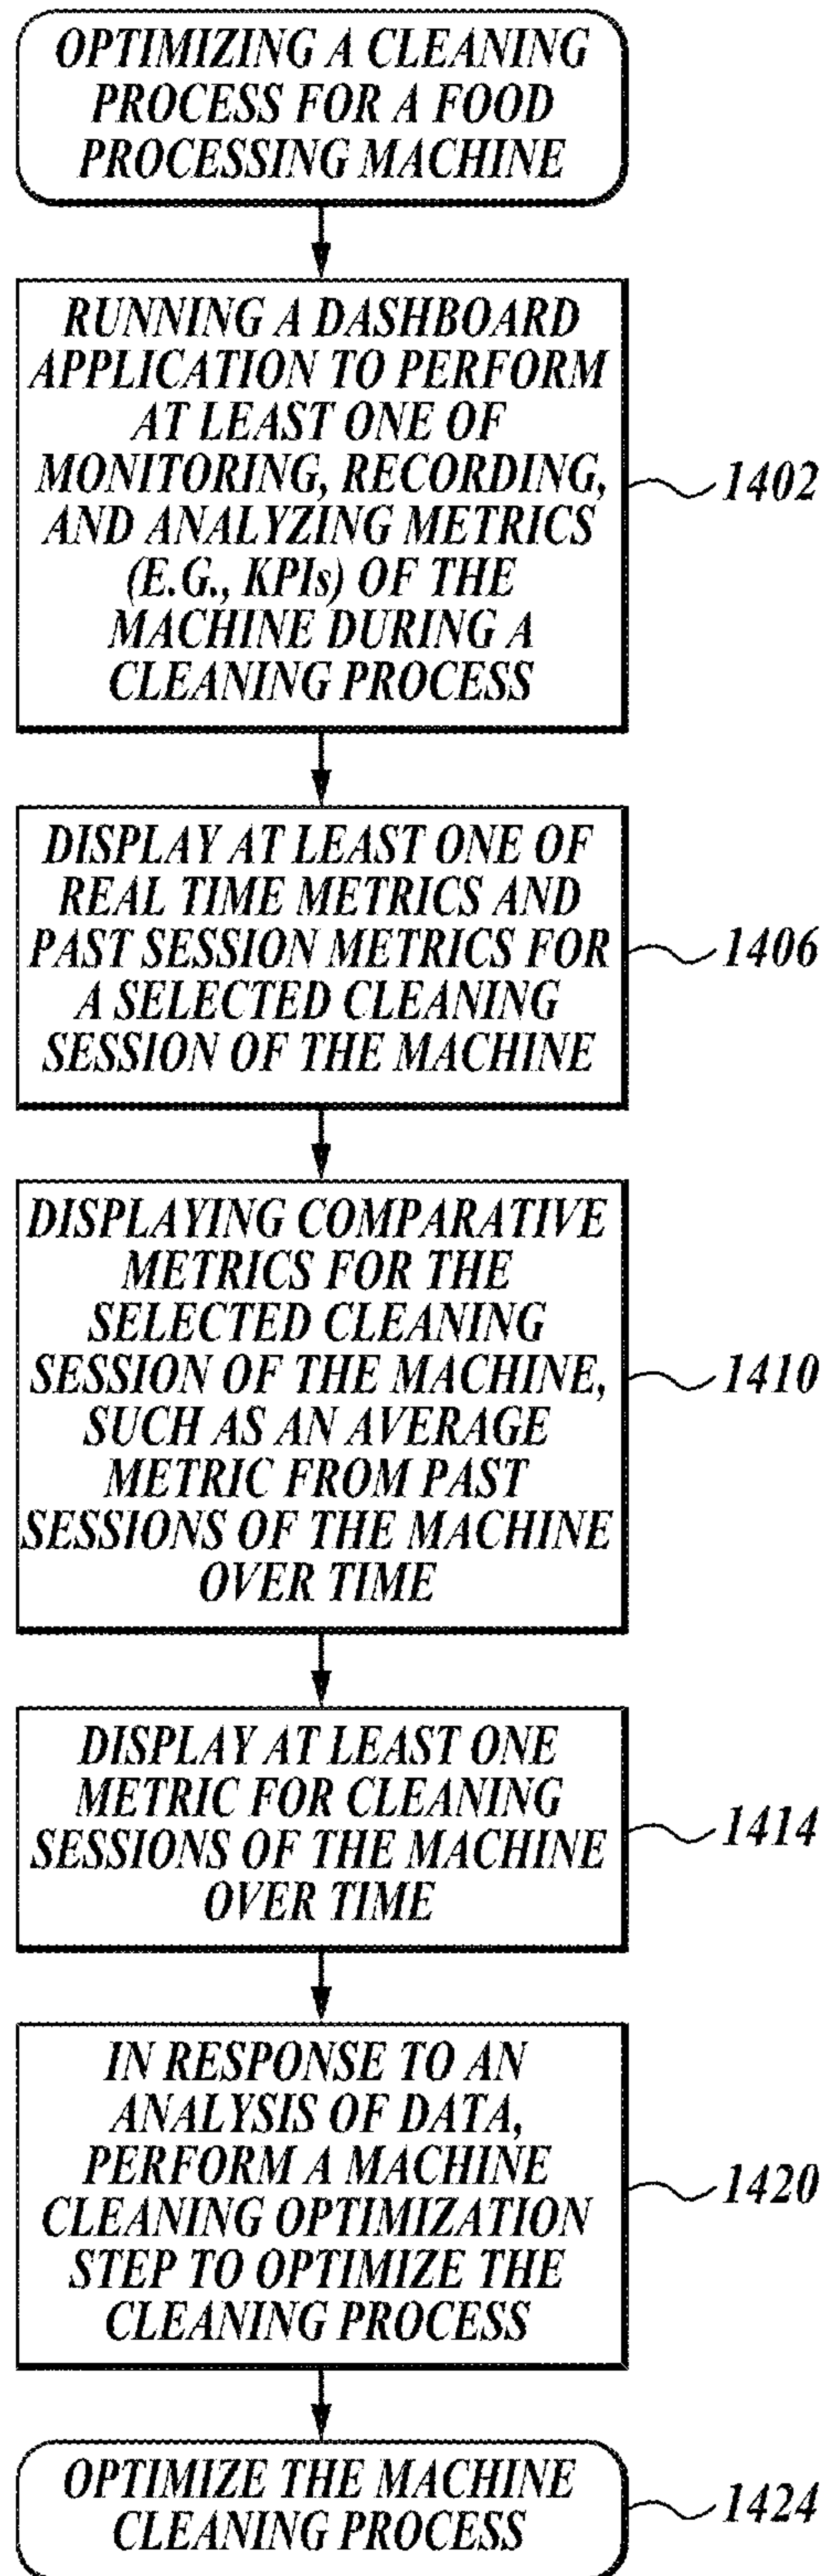 OPTIMIZING A CLEANING
PROCESS FOR A FOOD
PROCESSING MACHINE
RUNNING A DASHBOARD
APPLICATION TO PERFORM
AT LEAST ONE OF
MONITORING, RECORDING,
AND ANALYZING METRICS
(E.G., KPIs) OF THE
MACHINE DURING A
CLEANING PROCESS
1402
DISPLAY AT LEAST ONE OF
REAL TIME METRICS AND
PAST SESSION METRICS FOR
A SELECTED CLEANING
SESSION OF THE MACHINE
1406
DISPLAYING COMPARATIVE
METRICS FOR THE
SELECTED CLEANING
SESSION OF THE MACHINE,
SUCH AS AN AVERAGE
METRIC FROM PAST
SESSIONS OF THE MACHINE
OVER TIME
1410
DISPLAY AT LEAST ONE
METRIC FOR CLEANING
SESSIONS OF THE MACHINE
OVER TIME
1414
IN RESPONSE TO AN
ANALYSIS OF DATA,
PERFORM A MACHINE
CLEANING OPTIMIZATION
STEP TO OPTIMIZE THE
CLEANING PROCESS
1420
OPTIMIZE THE MACHINE
CLEANING PROCESS
1424